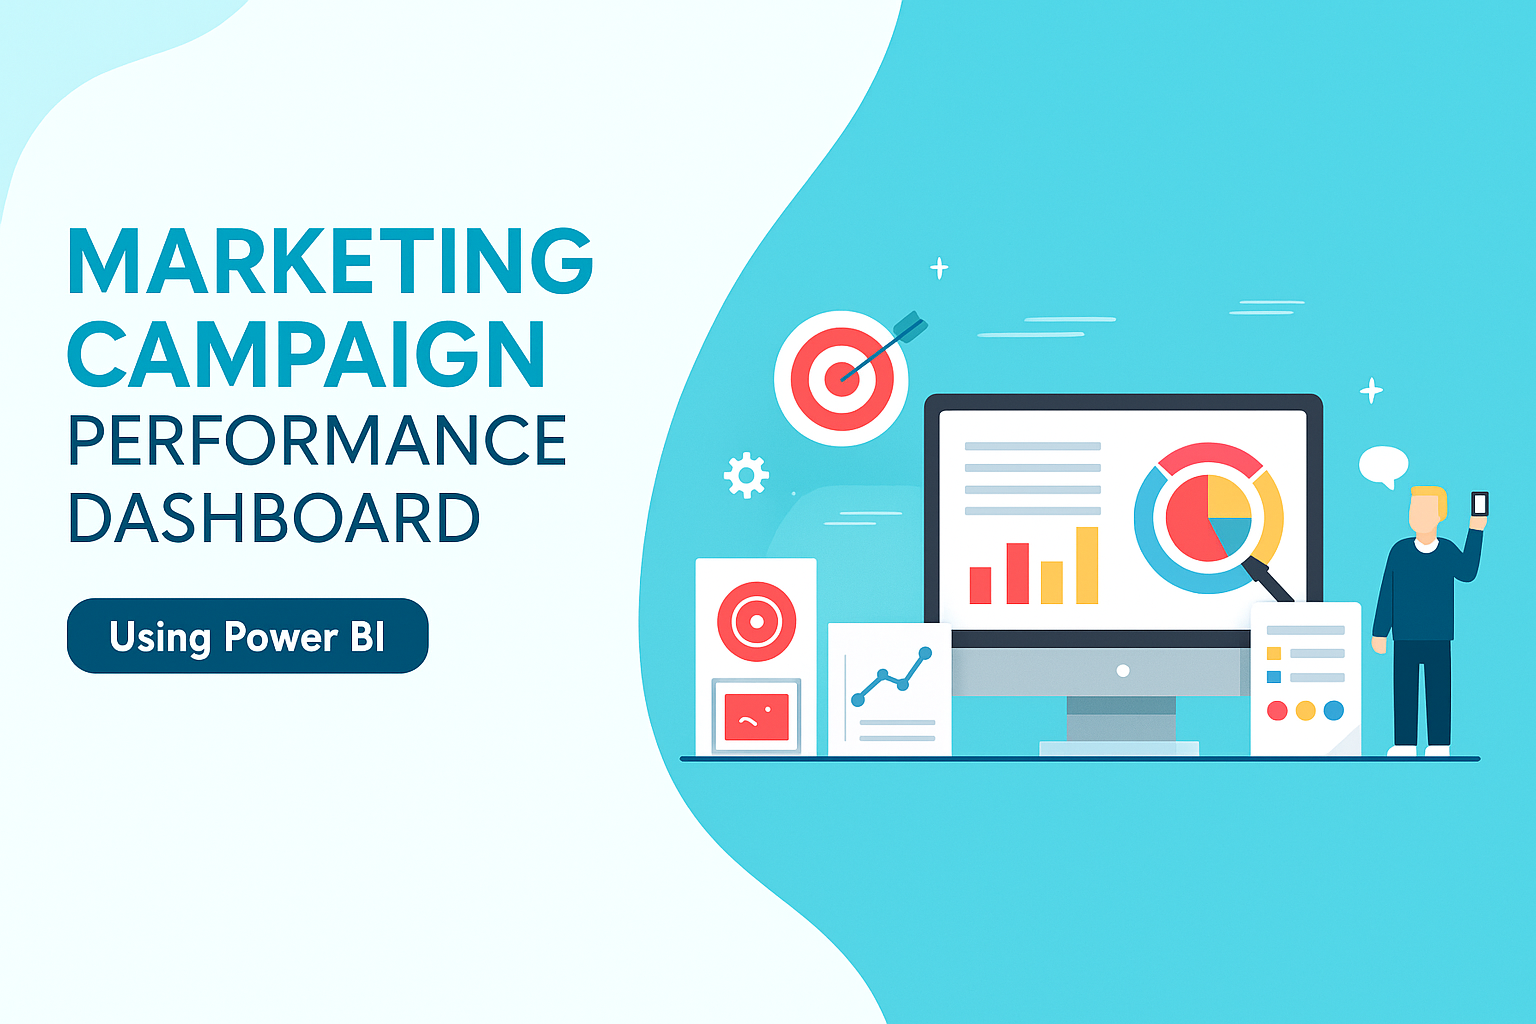 MARKETING
CAMPAIGN
PERFORMANCE
DASHBOARD
Using Power BI